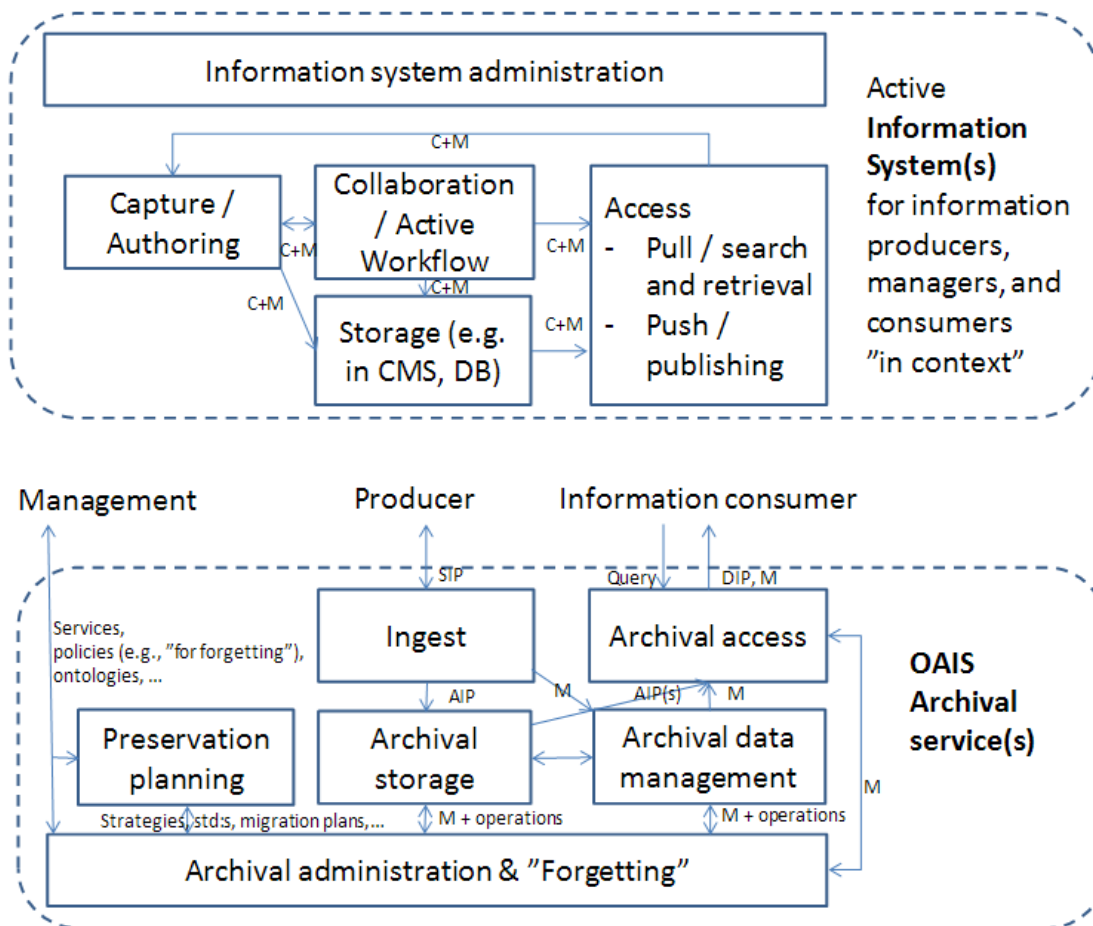 Information system administration
Active
Information
System(s)
for information
producers,
managers, and
consumers
”in context”
C+M
Capture /
Authoring
C+M
Collaboration
/ Active
Workflow
C+M
Access
- Pull / search
and retrieval
- Push /
publishing
C+M
C+M
Storage (e.g.
in CMS, DB)
C+M
Management
Producer
Information consumer
SIP
Query
DIP, M
Services,
policies (e.g., ”for forgetting”),
ontologies, ...
Ingest
Archival access
OAIS
Archival
service(s)
AIP
M
AIP(s)
M
Preservation
planning
Archival
storage
Archival data
management
M
Strategies, std:s, migration plans,...
M + operations
M + operations
Archival administration & ”Forgetting”